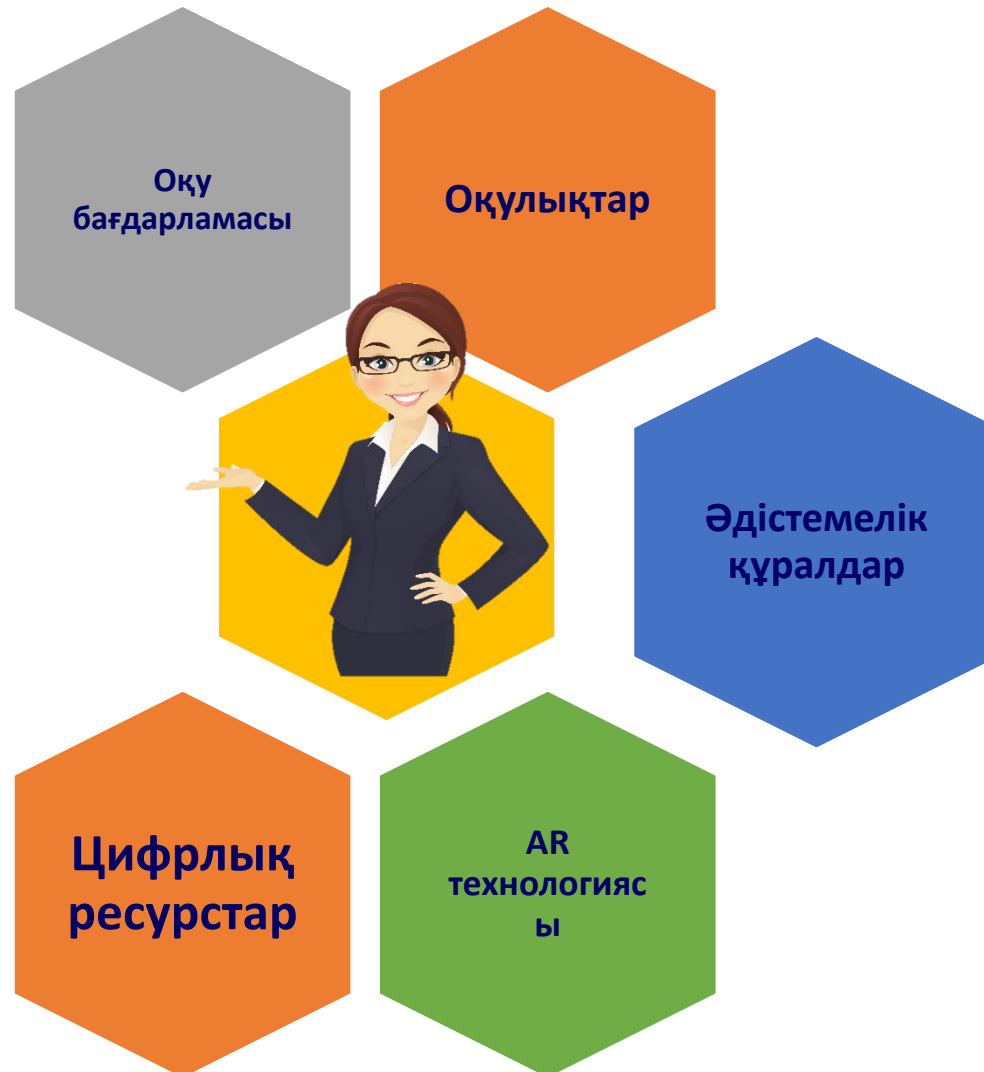 Оқу
бағдарламасы
Оқулықтар
Әдістемелік
құралдар
Цифрлық
ресурстар
AR
технологияс
ы